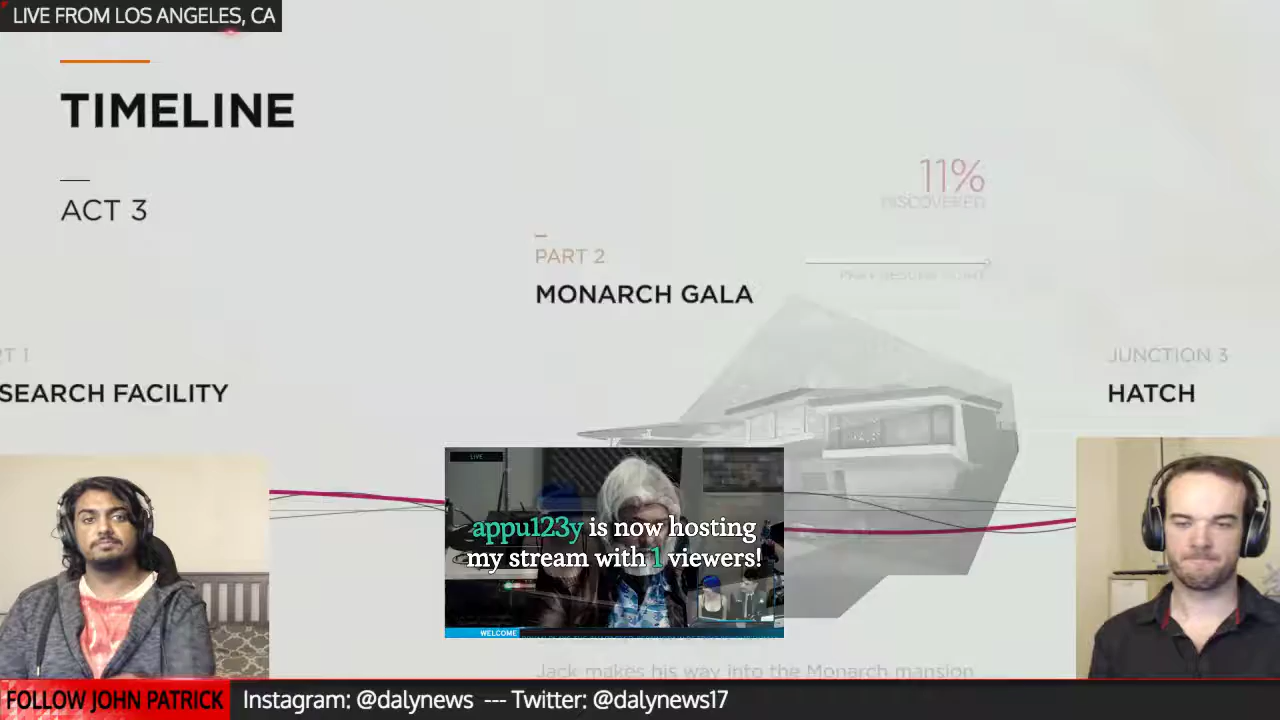 LIVE FROM LOS ANGELES, CA
TIMELINE
ACT 3
11%
DISCOVERED
PART 2
MONARCH GALA
RT 1
SEARCH FACILITY
JUNCTION 3
HATCH
LIVE
appu123y is now hosting
my stream with 1 viewers!
WELCOME
Jack makes his way into the Monarch mansion
FOLLOW JOHN PATRICK
Instagram: @dalynews --- Twitter: @dalynews17